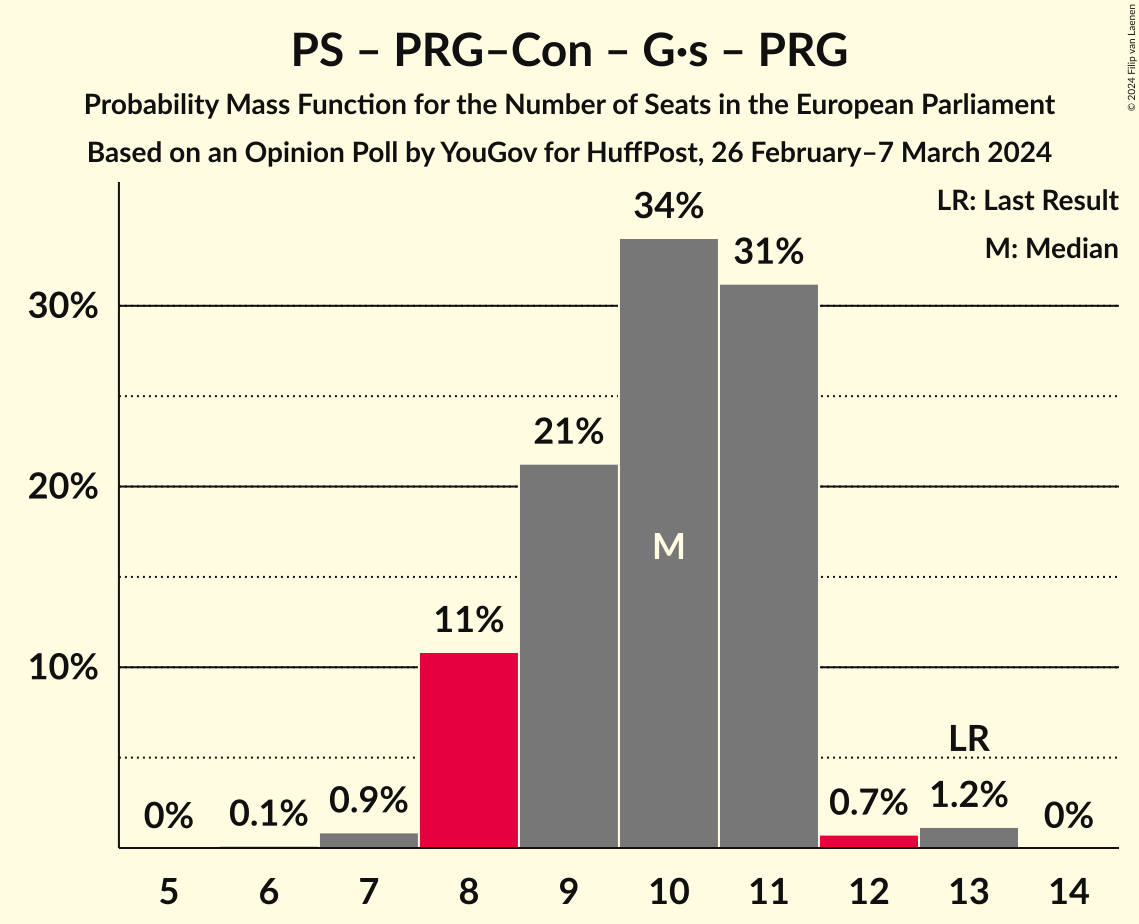 PS – PRG–Con – G·s – PRG
Probability Mass Function for the Number of Seats in the European Parliament
Based on an Opinion Poll by YouGov for HuffPost, 26 February–7 March 2024
© 2024 Filip van Laenen
LR: Last Result
M: Median
34%
31%
30%
21%
20%
M
11%
10%
LR
0%
0.1%
0.9%
0.7%
1.2%
0%
5 6 7 8 9 10 11 12 13 14